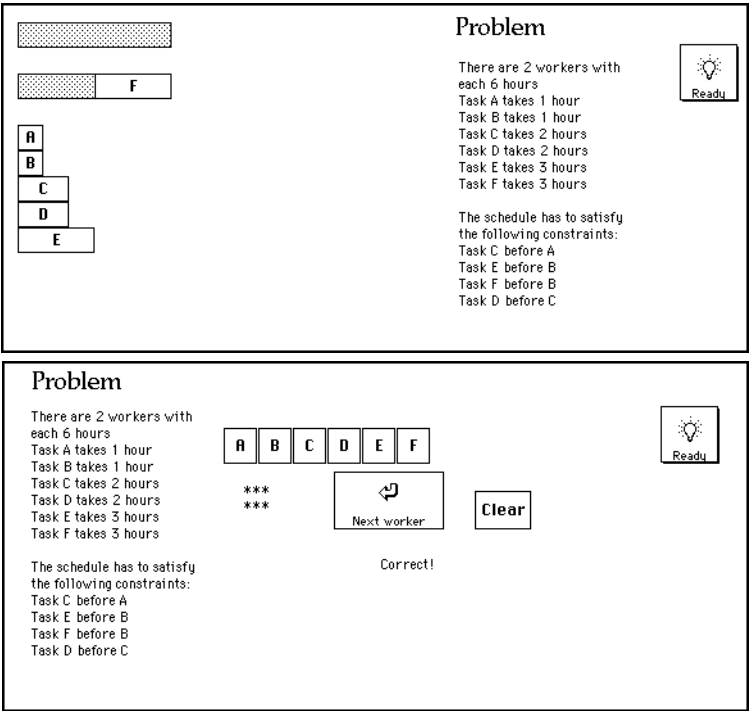 Problem
There are 2 workers with
each 6 hours
Task A takes 1 hour
Task B takes 1 hour
Task C takes 2 hours
Task D takes 2 hours
Task E takes 3 hours
Task F takes 3 hours
The schedule has to satisfy
the following constraints:
Task C before A
Task E before B
Task F before B
Task D before C
Ready
F
A
B
C
D
E
Problem
There are 2 workers with
each 6 hours
Task A takes 1 hour
Task B takes 1 hour
Task C takes 2 hours
Task D takes 2 hours
Task E takes 3 hours
Task F takes 3 hours
The schedule has to satisfy
the following constraints:
Task C before A
Task E before B
Task F before B
Task D before C
A B C D E F
***
***
Next worker
Clear
Correct!
Ready